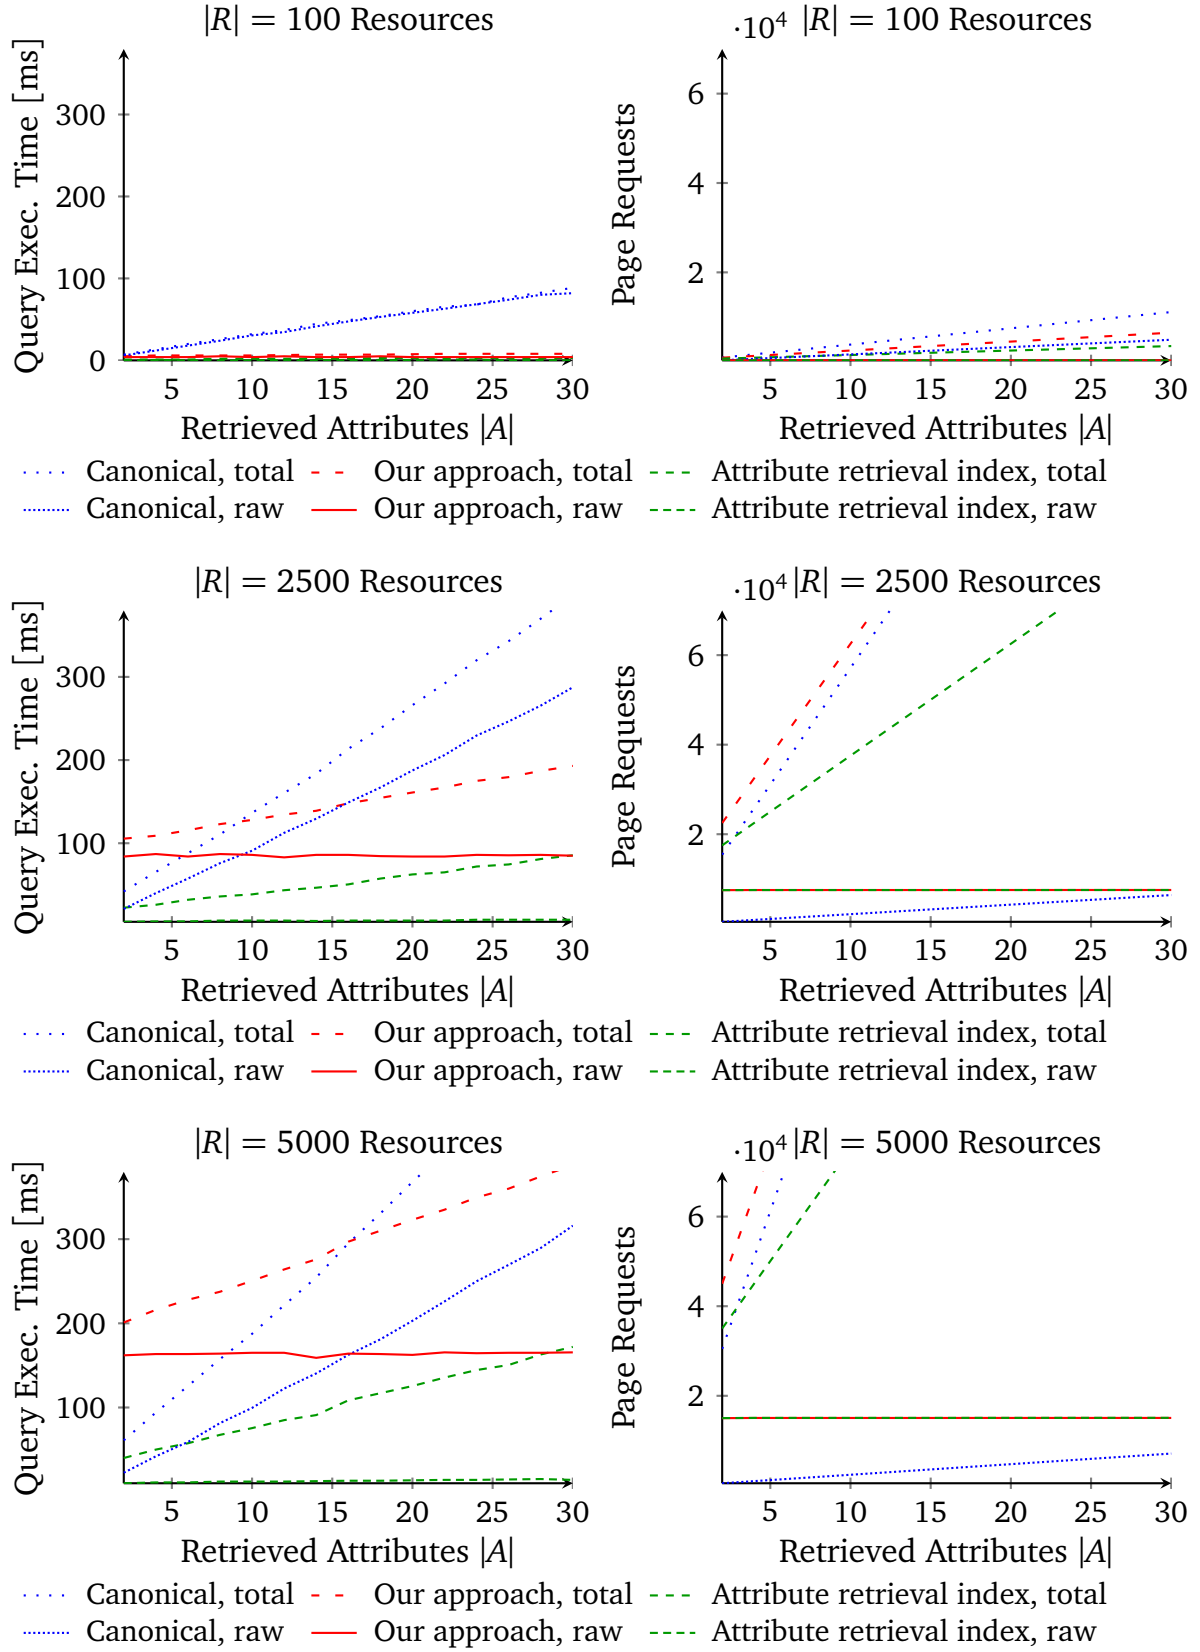 |R| = 100 Resources
Query Exec. Time [ms]
300
200
100
0
5 10 15 20 25 30
Retrieved Attributes |A|
·10⁴ |R| = 100 Resources
Page Requests
6
4
2
5 10 15 20 25 30
Retrieved Attributes |A|
Canonical, total Our approach, total Attribute retrieval index, total
Canonical, raw Our approach, raw Attribute retrieval index, raw
|R| = 2500 Resources
Query Exec. Time [ms]
300
200
100
5 10 15 20 25 30
Retrieved Attributes |A|
·10⁴ |R| = 2500 Resources
Page Requests
6
4
2
5 10 15 20 25 30
Retrieved Attributes |A|
Canonical, total Our approach, total Attribute retrieval index, total
Canonical, raw Our approach, raw Attribute retrieval index, raw
|R| = 5000 Resources
Query Exec. Time [ms]
300
200
100
5 10 15 20 25 30
Retrieved Attributes |A|
·10⁴ |R| = 5000 Resources
Page Requests
6
4
2
5 10 15 20 25 30
Retrieved Attributes |A|
Canonical, total Our approach, total Attribute retrieval index, total
Canonical, raw Our approach, raw Attribute retrieval index, raw